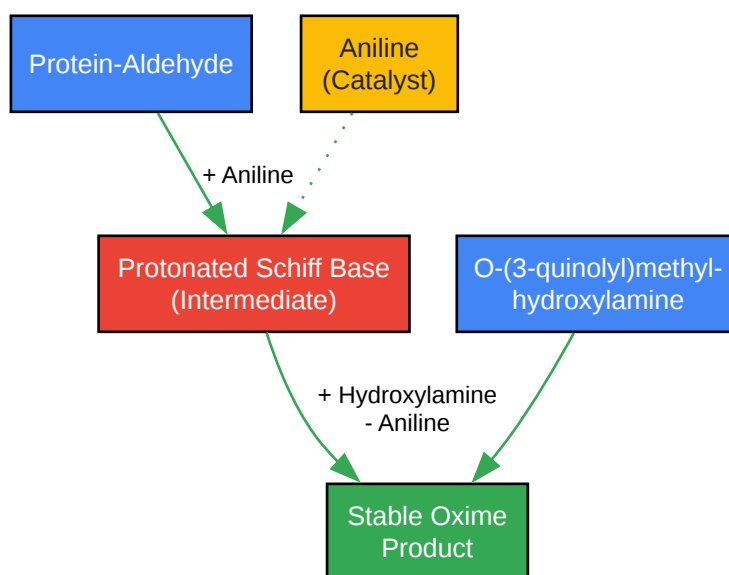 Protein-Aldehyde
Aniline
(Catalyst)
+ Aniline
Protonated Schiff Base
(Intermediate)
O-(3-quinolyl)methyl-
hydroxylamine
+ Hydroxylamine
- Aniline
Stable Oxime
Product